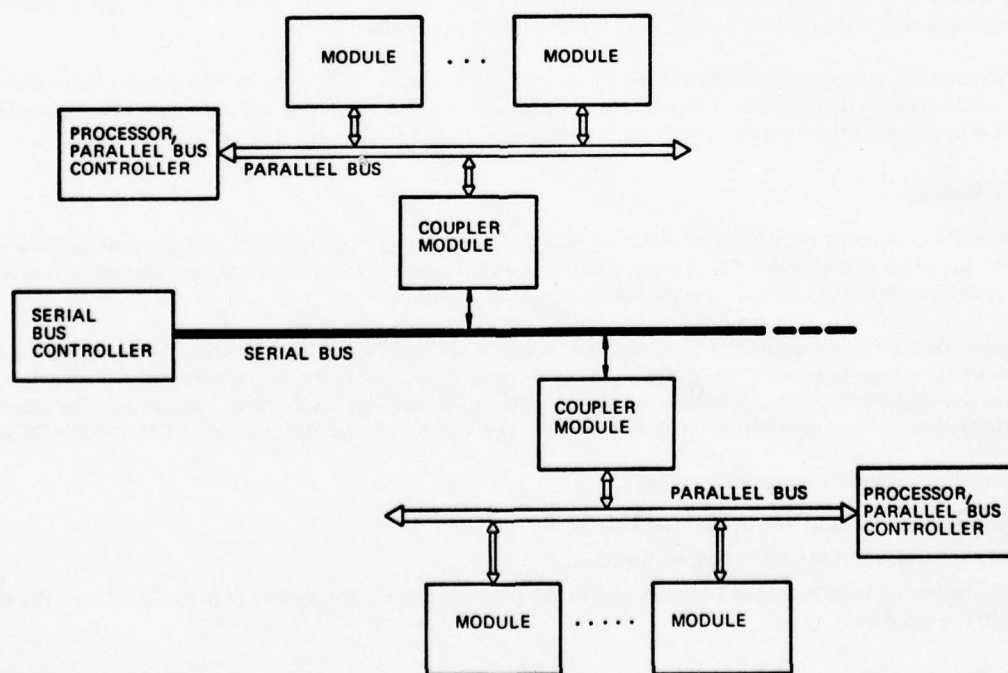 MODULE
. . .
MODULE
PROCESSOR,
PARALLEL BUS
CONTROLLER
PARALLEL BUS
COUPLER
MODULE
SERIAL
BUS
CONTROLLER
SERIAL BUS
COUPLER
MODULE
PARALLEL BUS
PROCESSOR,
PARALLEL BUS
CONTROLLER
MODULE
. . . . .
MODULE